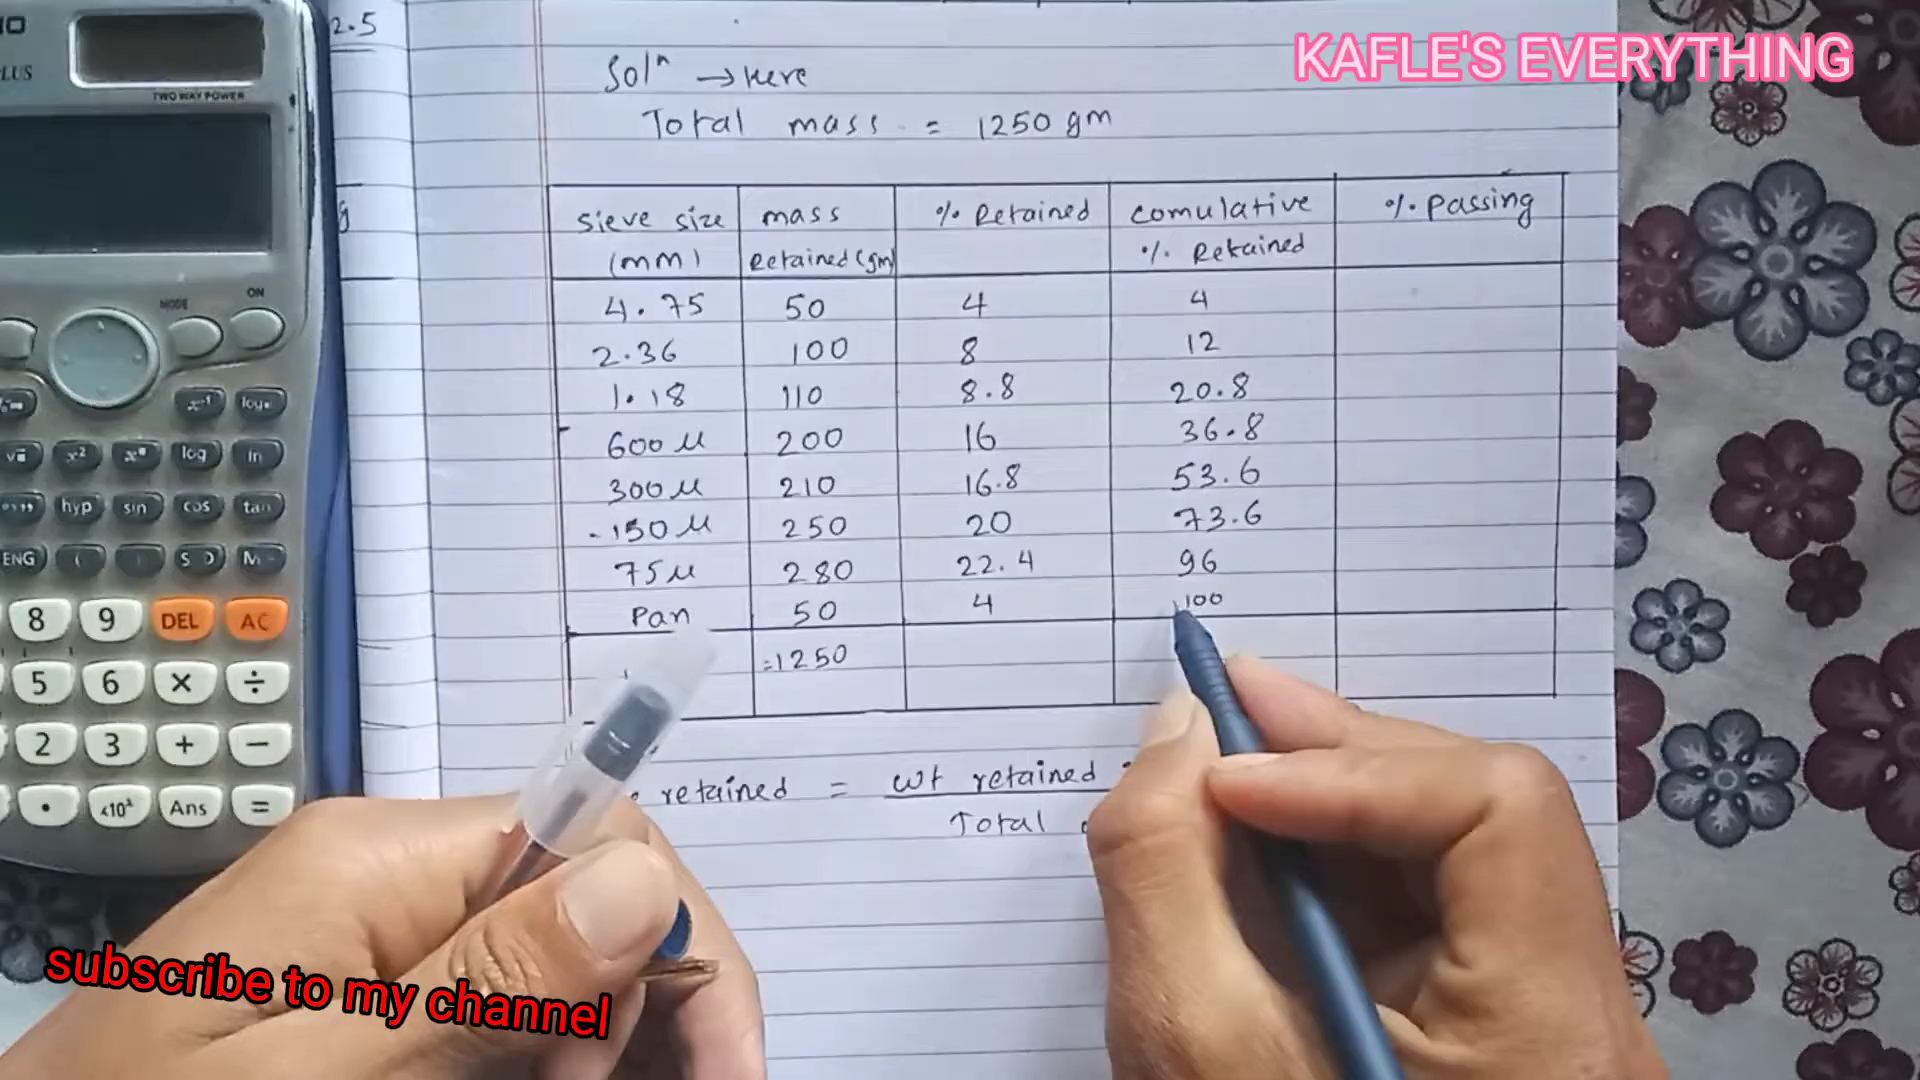 KAFLE'S EVERYTHING
2.5
Solⁿ → Here
Total mass = 1250 gm
Sieve size (mm) | mass Retained (gm) | % Retained | Comulative % Retained | % Passing
4.75 | 50 | 4 | 4
2.36 | 100 | 8 | 12
1.18 | 110 | 8.8 | 20.8
600 μ | 200 | 16 | 36.8
300 μ | 210 | 16.8 | 53.6
150 μ | 250 | 20 | 73.6
75 μ | 280 | 22.4 | 96
Pan | 50 | 4 | 100
=1250
retained = wt retained
Total
PLUS
TWO WAY POWER
MODE ON
x⁻¹
√ x² log ln
hyp sin cos tan
ENG (
8 9 DEL AC
5 6 × ÷
2 3 + −
• ×10ˣ Ans =
subscribe to my channel